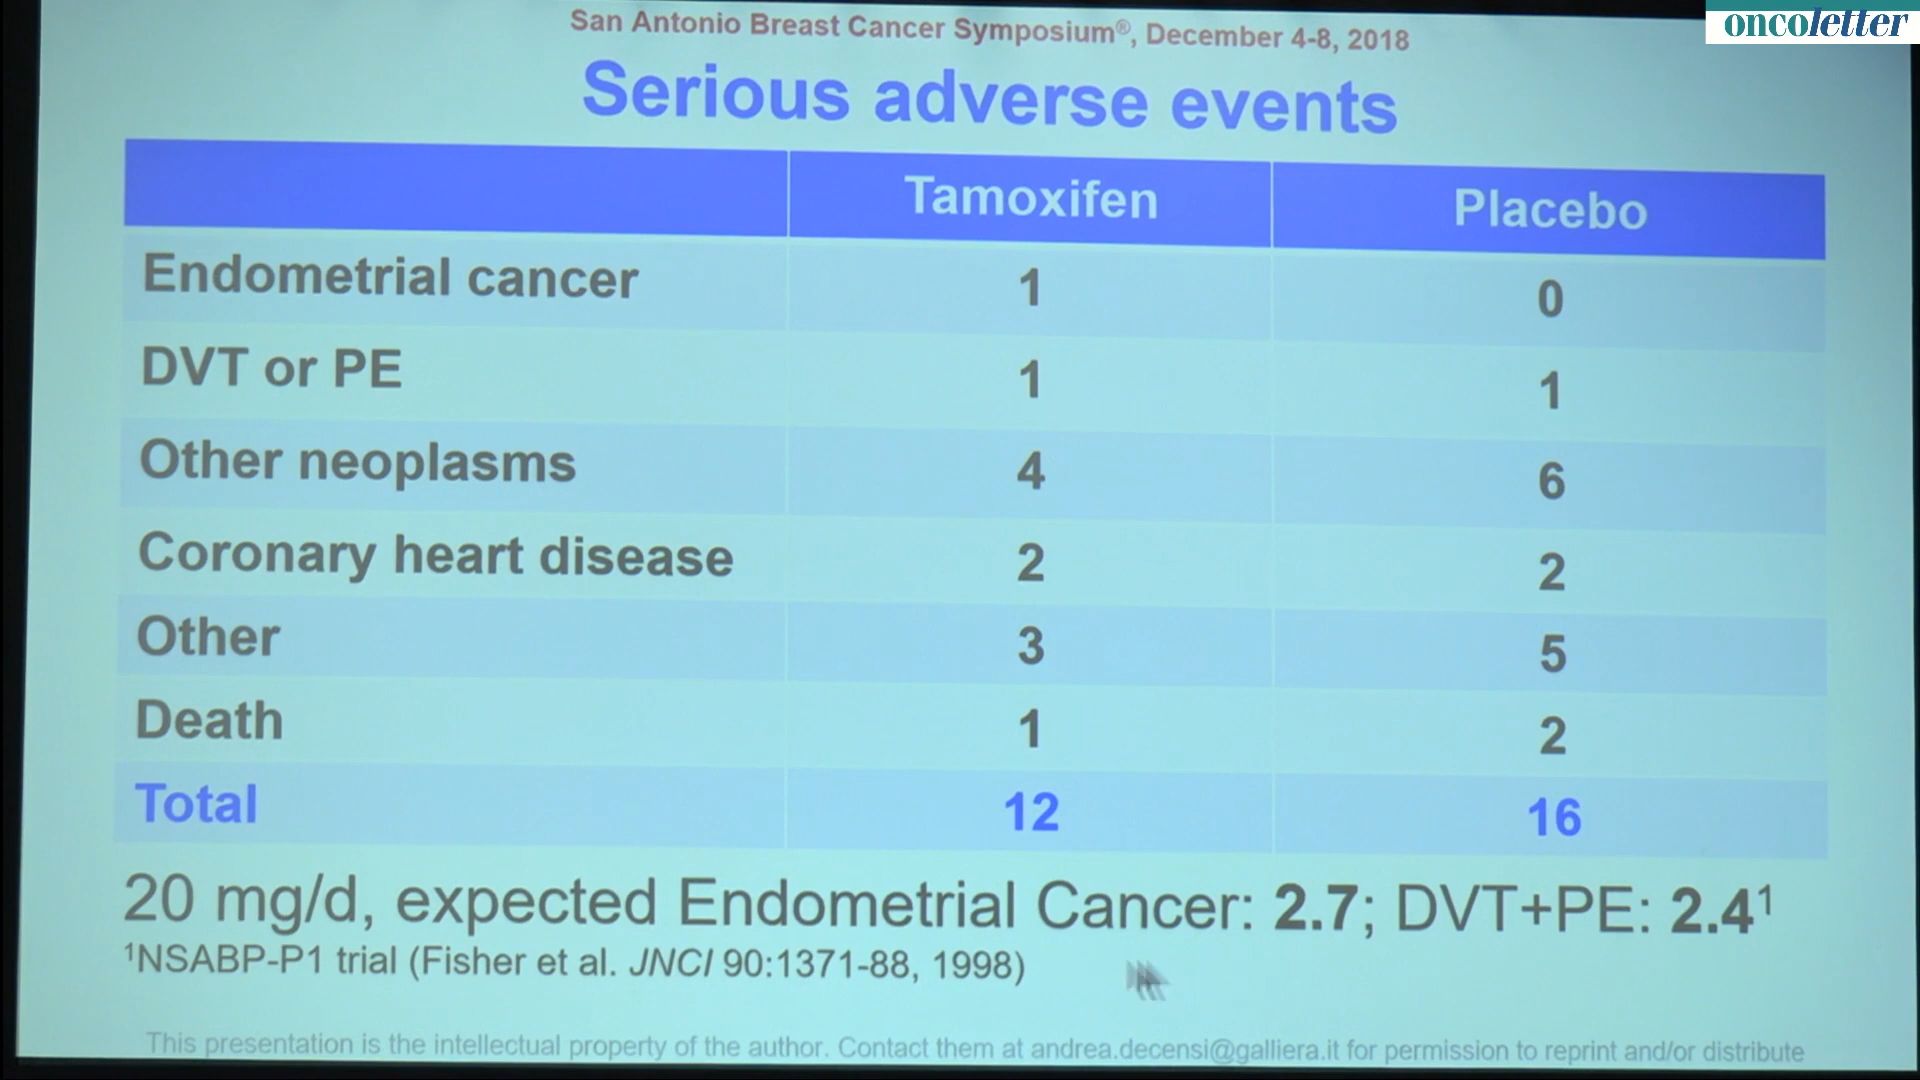 oncoletter
San Antonio Breast Cancer Symposium®, December 4-8, 2018
Serious adverse events
Tamoxifen Placebo
Endometrial cancer 1 0
DVT or PE 1 1
Other neoplasms 4 6
Coronary heart disease 2 2
Other 3 5
Death 1 2
Total 12 16
20 mg/d, expected Endometrial Cancer: 2.7; DVT+PE: 2.4¹
¹NSABP-P1 trial (Fisher et al. JNCI 90:1371-88, 1998)
This presentation is the intellectual property of the author. Contact them at andrea.decensi@galliera.it for permission to reprint and/or distribute